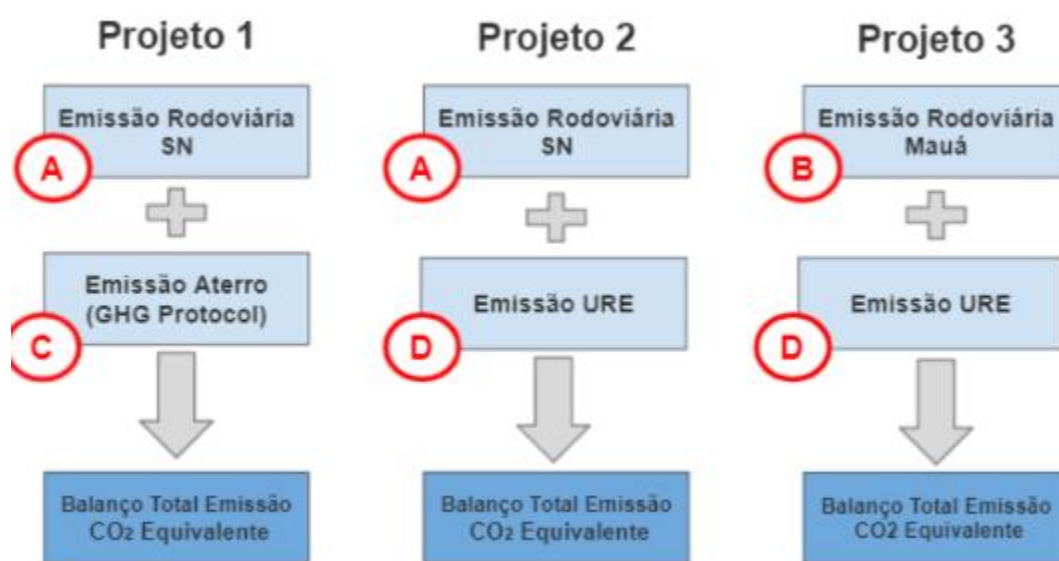 Projeto 1
Emissão Rodoviária
SN
A
Emissão Aterro
(GHG Protocol)
C
Balanço Total Emissão
CO₂ Equivalente
Projeto 2
Emissão Rodoviária
SN
A
Emissão URE
D
Balanço Total Emissão
CO₂ Equivalente
Projeto 3
Emissão Rodoviária
Mauá
B
Emissão URE
D
Balanço Total Emissão
CO2 Equivalente